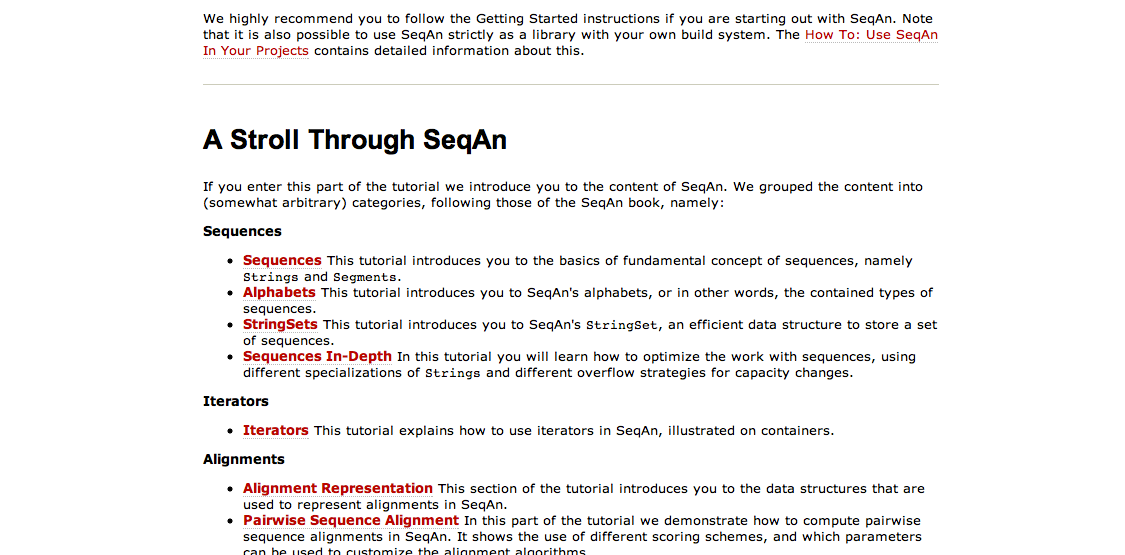 We highly recommend you to follow the Getting Started instructions if you are starting out with SeqAn. Note
that it is also possible to use SeqAn strictly as a library with your own build system. The How To: Use SeqAn
In Your Projects contains detailed information about this.
A Stroll Through SeqAn
If you enter this part of the tutorial we introduce you to the content of SeqAn. We grouped the content into
(somewhat arbitrary) categories, following those of the SeqAn book, namely:
Sequences
• Sequences This tutorial introduces you to the basics of fundamental concept of sequences, namely
Strings and Segments.
• Alphabets This tutorial introduces you to SeqAn's alphabets, or in other words, the contained types of
sequences.
• StringSets This tutorial introduces you to SeqAn's StringSet, an efficient data structure to store a set
of sequences.
• Sequences In-Depth In this tutorial you will learn how to optimize the work with sequences, using
different specializations of Strings and different overflow strategies for capacity changes.
Iterators
• Iterators This tutorial explains how to use iterators in SeqAn, illustrated on containers.
Alignments
• Alignment Representation This section of the tutorial introduces you to the data structures that are
used to represent alignments in SeqAn.
• Pairwise Sequence Alignment In this part of the tutorial we demonstrate how to compute pairwise
sequence alignments in SeqAn. It shows the use of different scoring schemes, and which parameters
can be used to customize the alignment algorithms.